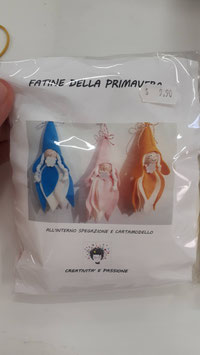 FATINE DELLA PRIMAVERA
ALL'INTERNO SPIEGAZIONE E CARTAMODELLO
CREATIVITA' E PASSIONE